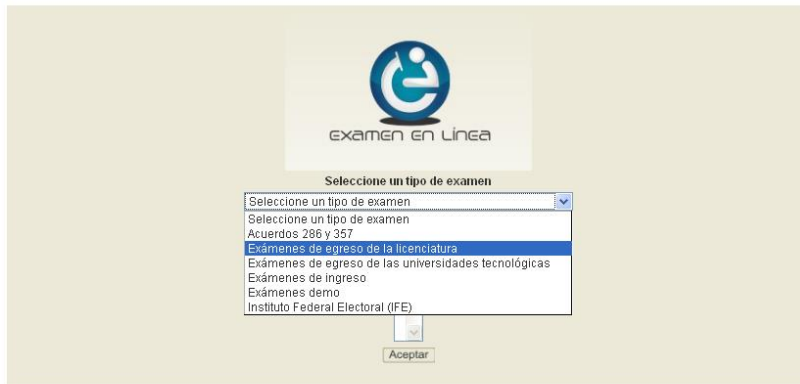 examen en Línea
Seleccione un tipo de examen
Seleccione un tipo de examen
Seleccione un tipo de examen
Acuerdos 286 y 357
Exámenes de egreso de la licenciatura
Exámenes de egreso de las universidades tecnológicas
Exámenes de ingreso
Exámenes demo
Instituto Federal Electoral (IFE)
Aceptar